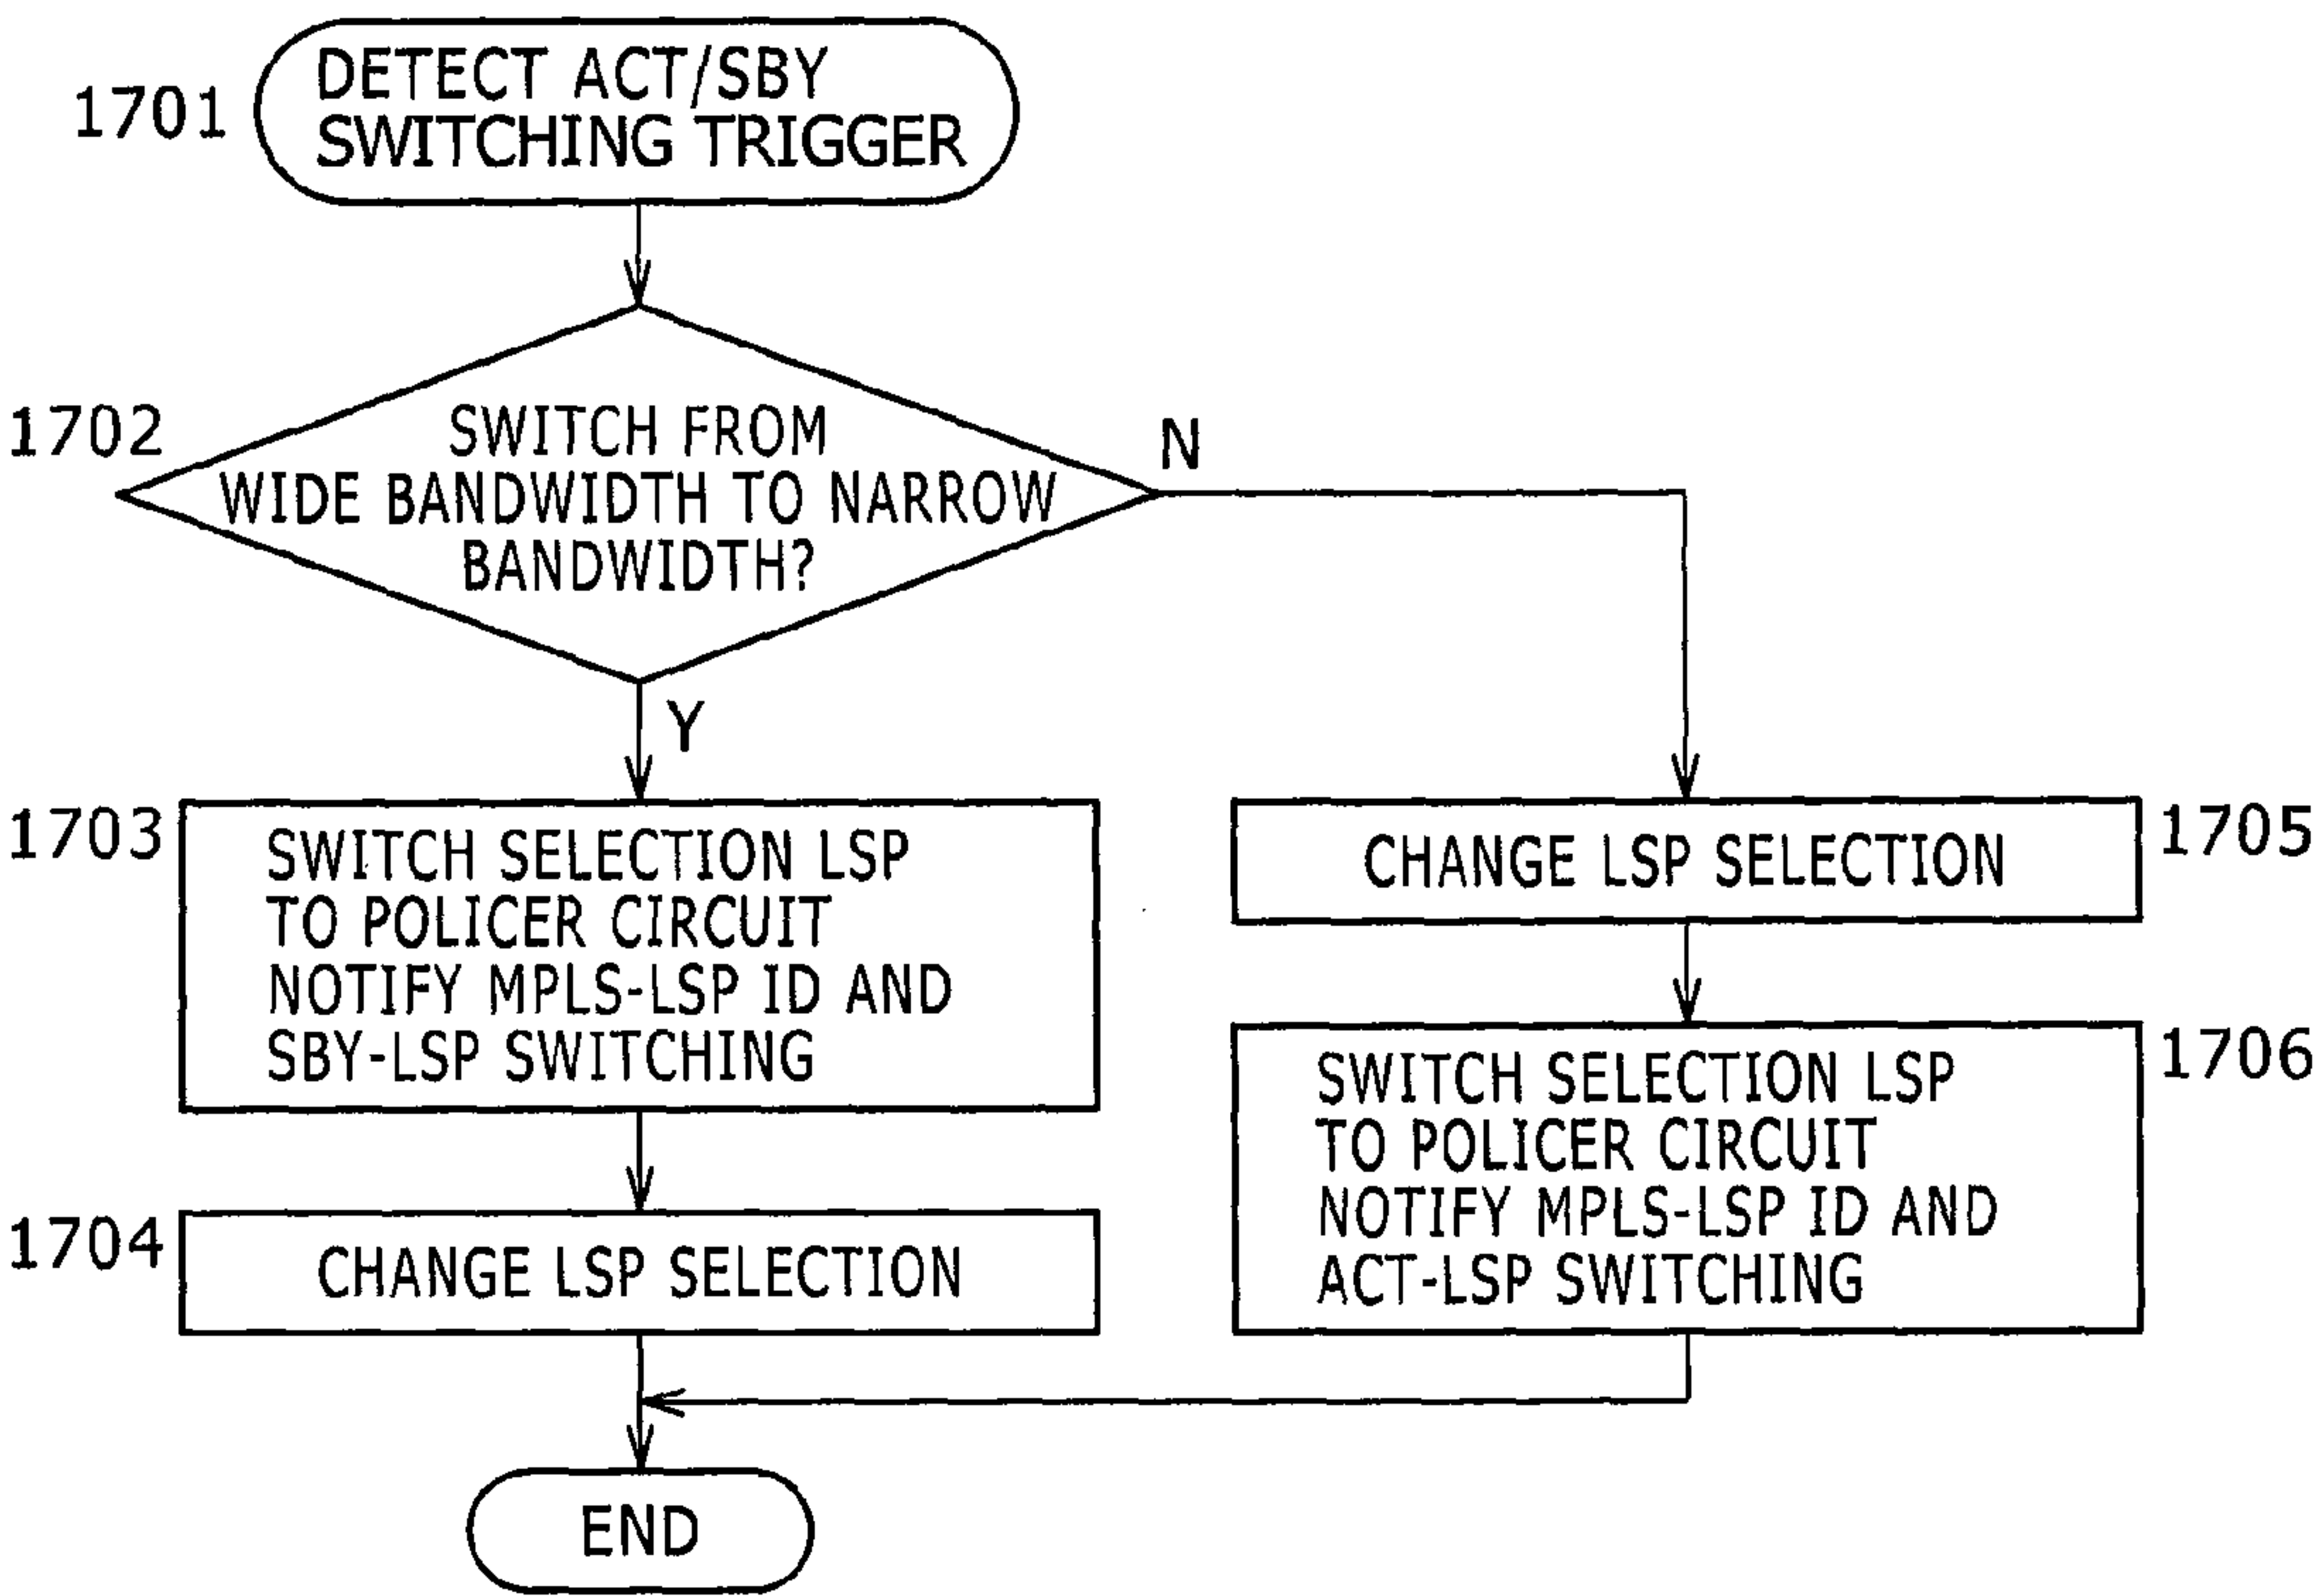 1701
DETECT ACT/SBY
SWITCHING TRIGGER
1702
SWITCH FROM
WIDE BANDWIDTH TO NARROW
BANDWIDTH?
N
Y
1703
SWITCH SELECTION LSP
TO POLICER CIRCUIT
NOTIFY MPLS-LSP ID AND
SBY-LSP SWITCHING
1704
CHANGE LSP SELECTION
1705
CHANGE LSP SELECTION
1706
SWITCH SELECTION LSP
TO POLICER CIRCUIT
NOTIFY MPLS-LSP ID AND
ACT-LSP SWITCHING
END